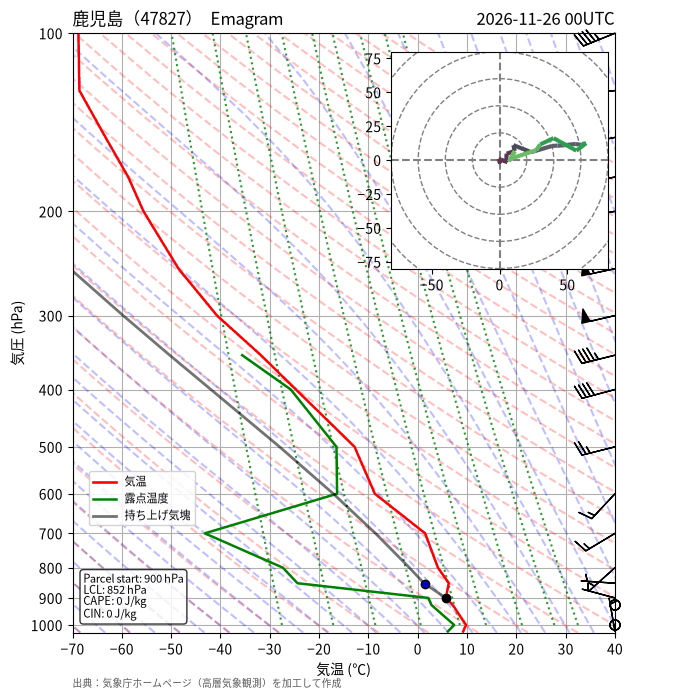 鹿児島（47827） Emagram
2026-11-26 00UTC
100
200
300
400
500
600
700
800
900
1000
気圧 (hPa)
75
50
25
0
−25
−50
−75
−50
0
50
気温
露点温度
持ち上げ気塊
Parcel start: 900 hPa
LCL: 852 hPa
CAPE: 0 J/kg
CIN: 0 J/kg
−70
−60
−50
−40
−30
−20
−10
0
10
20
30
40
気温 (℃)
出典：気象庁ホームページ（高層気象観測）を加工して作成